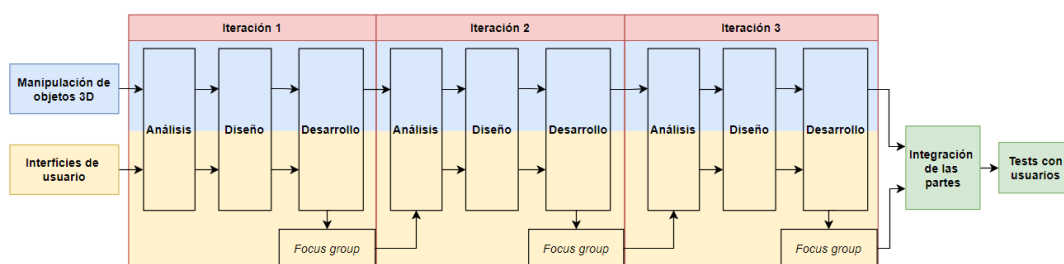 Iteración 1
Iteración 2
Iteración 3
Manipulación de
objetos 3D
Interfícies de
usuario
Análisis
Diseño
Desarrollo
Análisis
Diseño
Desarrollo
Análisis
Diseño
Desarrollo
Focus group
Focus group
Focus group
Integración
de las
partes
Tests con
usuarios